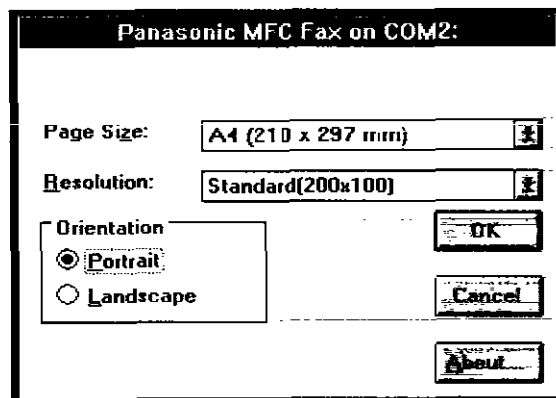 Panasonic MFC Fax on COM2:
Page Size:
A4 (210 x 297 mm)
Resolution:
Standard(200x100)
Orientation
Portrait
Landscape
OK
Cancel
About...